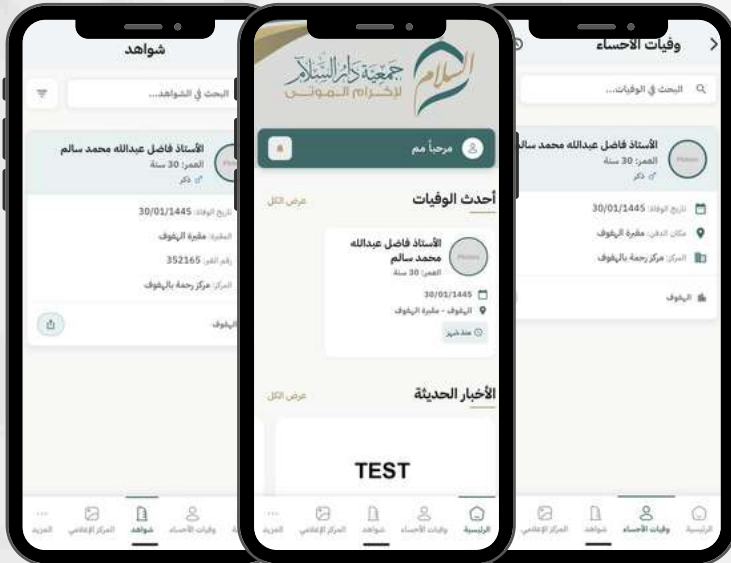 وفيات الأحساء
البحث في الوفيات...
الأستاذ فاضل عبدالله محمد سالم
العمر: 30 سنة
ذكر
تاريخ الوفاة: 30/01/1445
مكان الدفن: مقبرة الهفوف
المركز: مركز رحمة بالهفوف
الهفوف
الرئيسية
وفيات الأحساء
شواهد
المركز الإعلامي
السلام
جمعية دار السلام
لإكرام الموتى
مرحباً مم
أحدث الوفيات
عرض الكل
الأستاذ فاضل عبدالله
محمد سالم
العمر: 30 سنة
30/01/1445
الهفوف - مقبرة الهفوف
منذ شهر
الأخبار الحديثة
عرض الكل
TEST
الرئيسية
وفيات الأحساء
شواهد
المركز الإعلامي
المزيد
شواهد
البحث في الشواهد...
الأستاذ فاضل عبدالله محمد سالم
العمر: 30 سنة
ذكر
تاريخ الوفاة: 30/01/1445
المقبرة: مقبرة الهفوف
رقم القبر: 352165
المركز: مركز رحمة بالهفوف
الهفوف
وفيات الأحساء
شواهد
المركز الإعلامي
المزيد